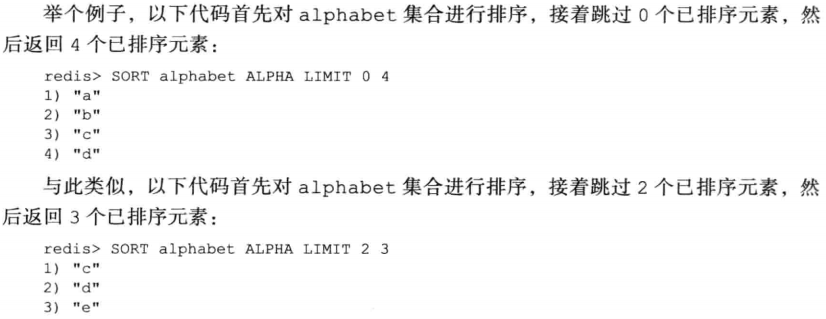 举个例子，以下代码首先对 alphabet 集合进行排序，接着跳过 0 个已排序元素，然
后返回 4 个已排序元素：
redis> SORT alphabet ALPHA LIMIT 0 4
1) "a"
2) "b"
3) "c"
4) "d"
与此类似，以下代码首先对 alphabet 集合进行排序，接着跳过 2 个已排序元素，然
后返回 3 个已排序元素：
redis> SORT alphabet ALPHA LIMIT 2 3
1) "c"
2) "d"
3) "e"